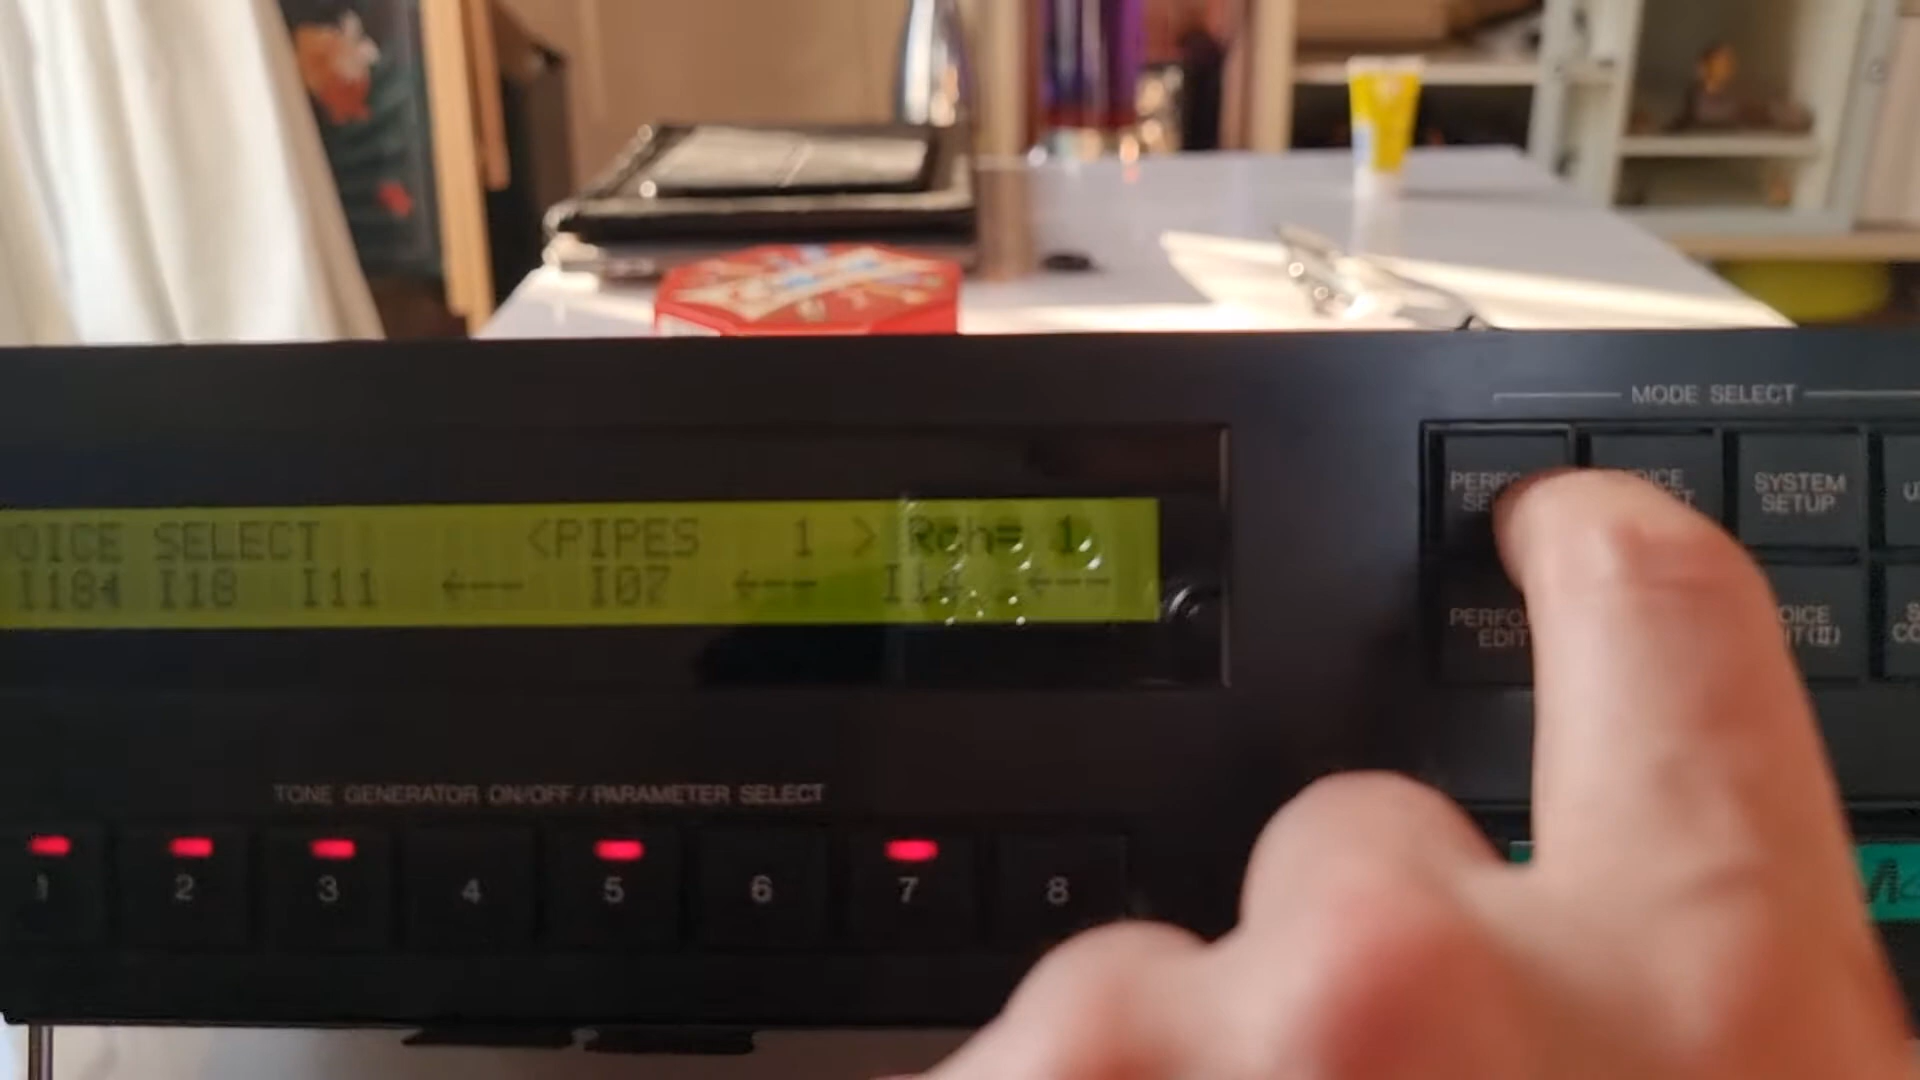 MODE SELECT
SYSTEM
SETUP
OICE SELECT <PIPES 1 > Rch= 1
I18 I11 <--- I07 <--- <---
EDIT
TONE GENERATOR ON/OFF / PARAMETER SELECT
1 2 3 4 5 6 7 8